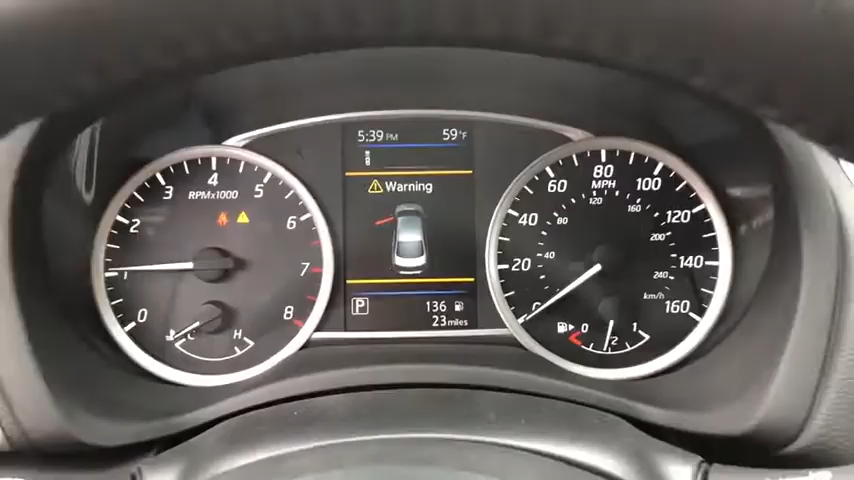 5:39 PM 59°F
Warning
P 136
23 miles
0 1 2 3 4 5 6 7 8
RPMx1000
C H
0 20 40 60 80 100 120 140 160
MPH
40 80 120 160 200 240
km/h
0 1/2 1